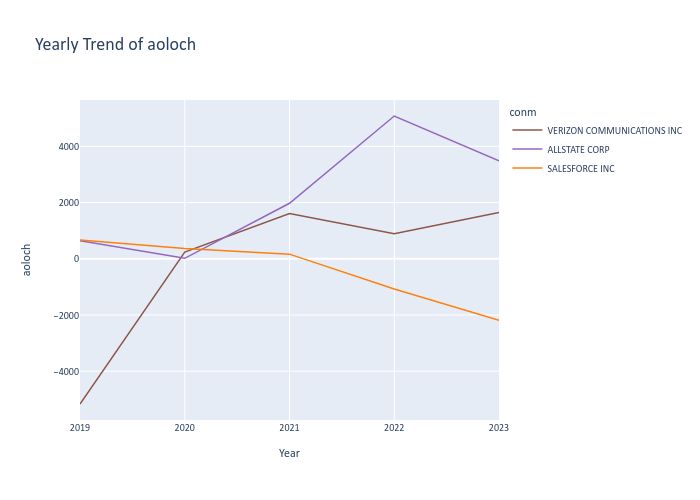 Yearly Trend of aoloch
conm
VERIZON COMMUNICATIONS INC
ALLSTATE CORP
SALESFORCE INC
aoloch
4000
2000
0
−2000
−4000
2019 2020 2021 2022 2023
Year